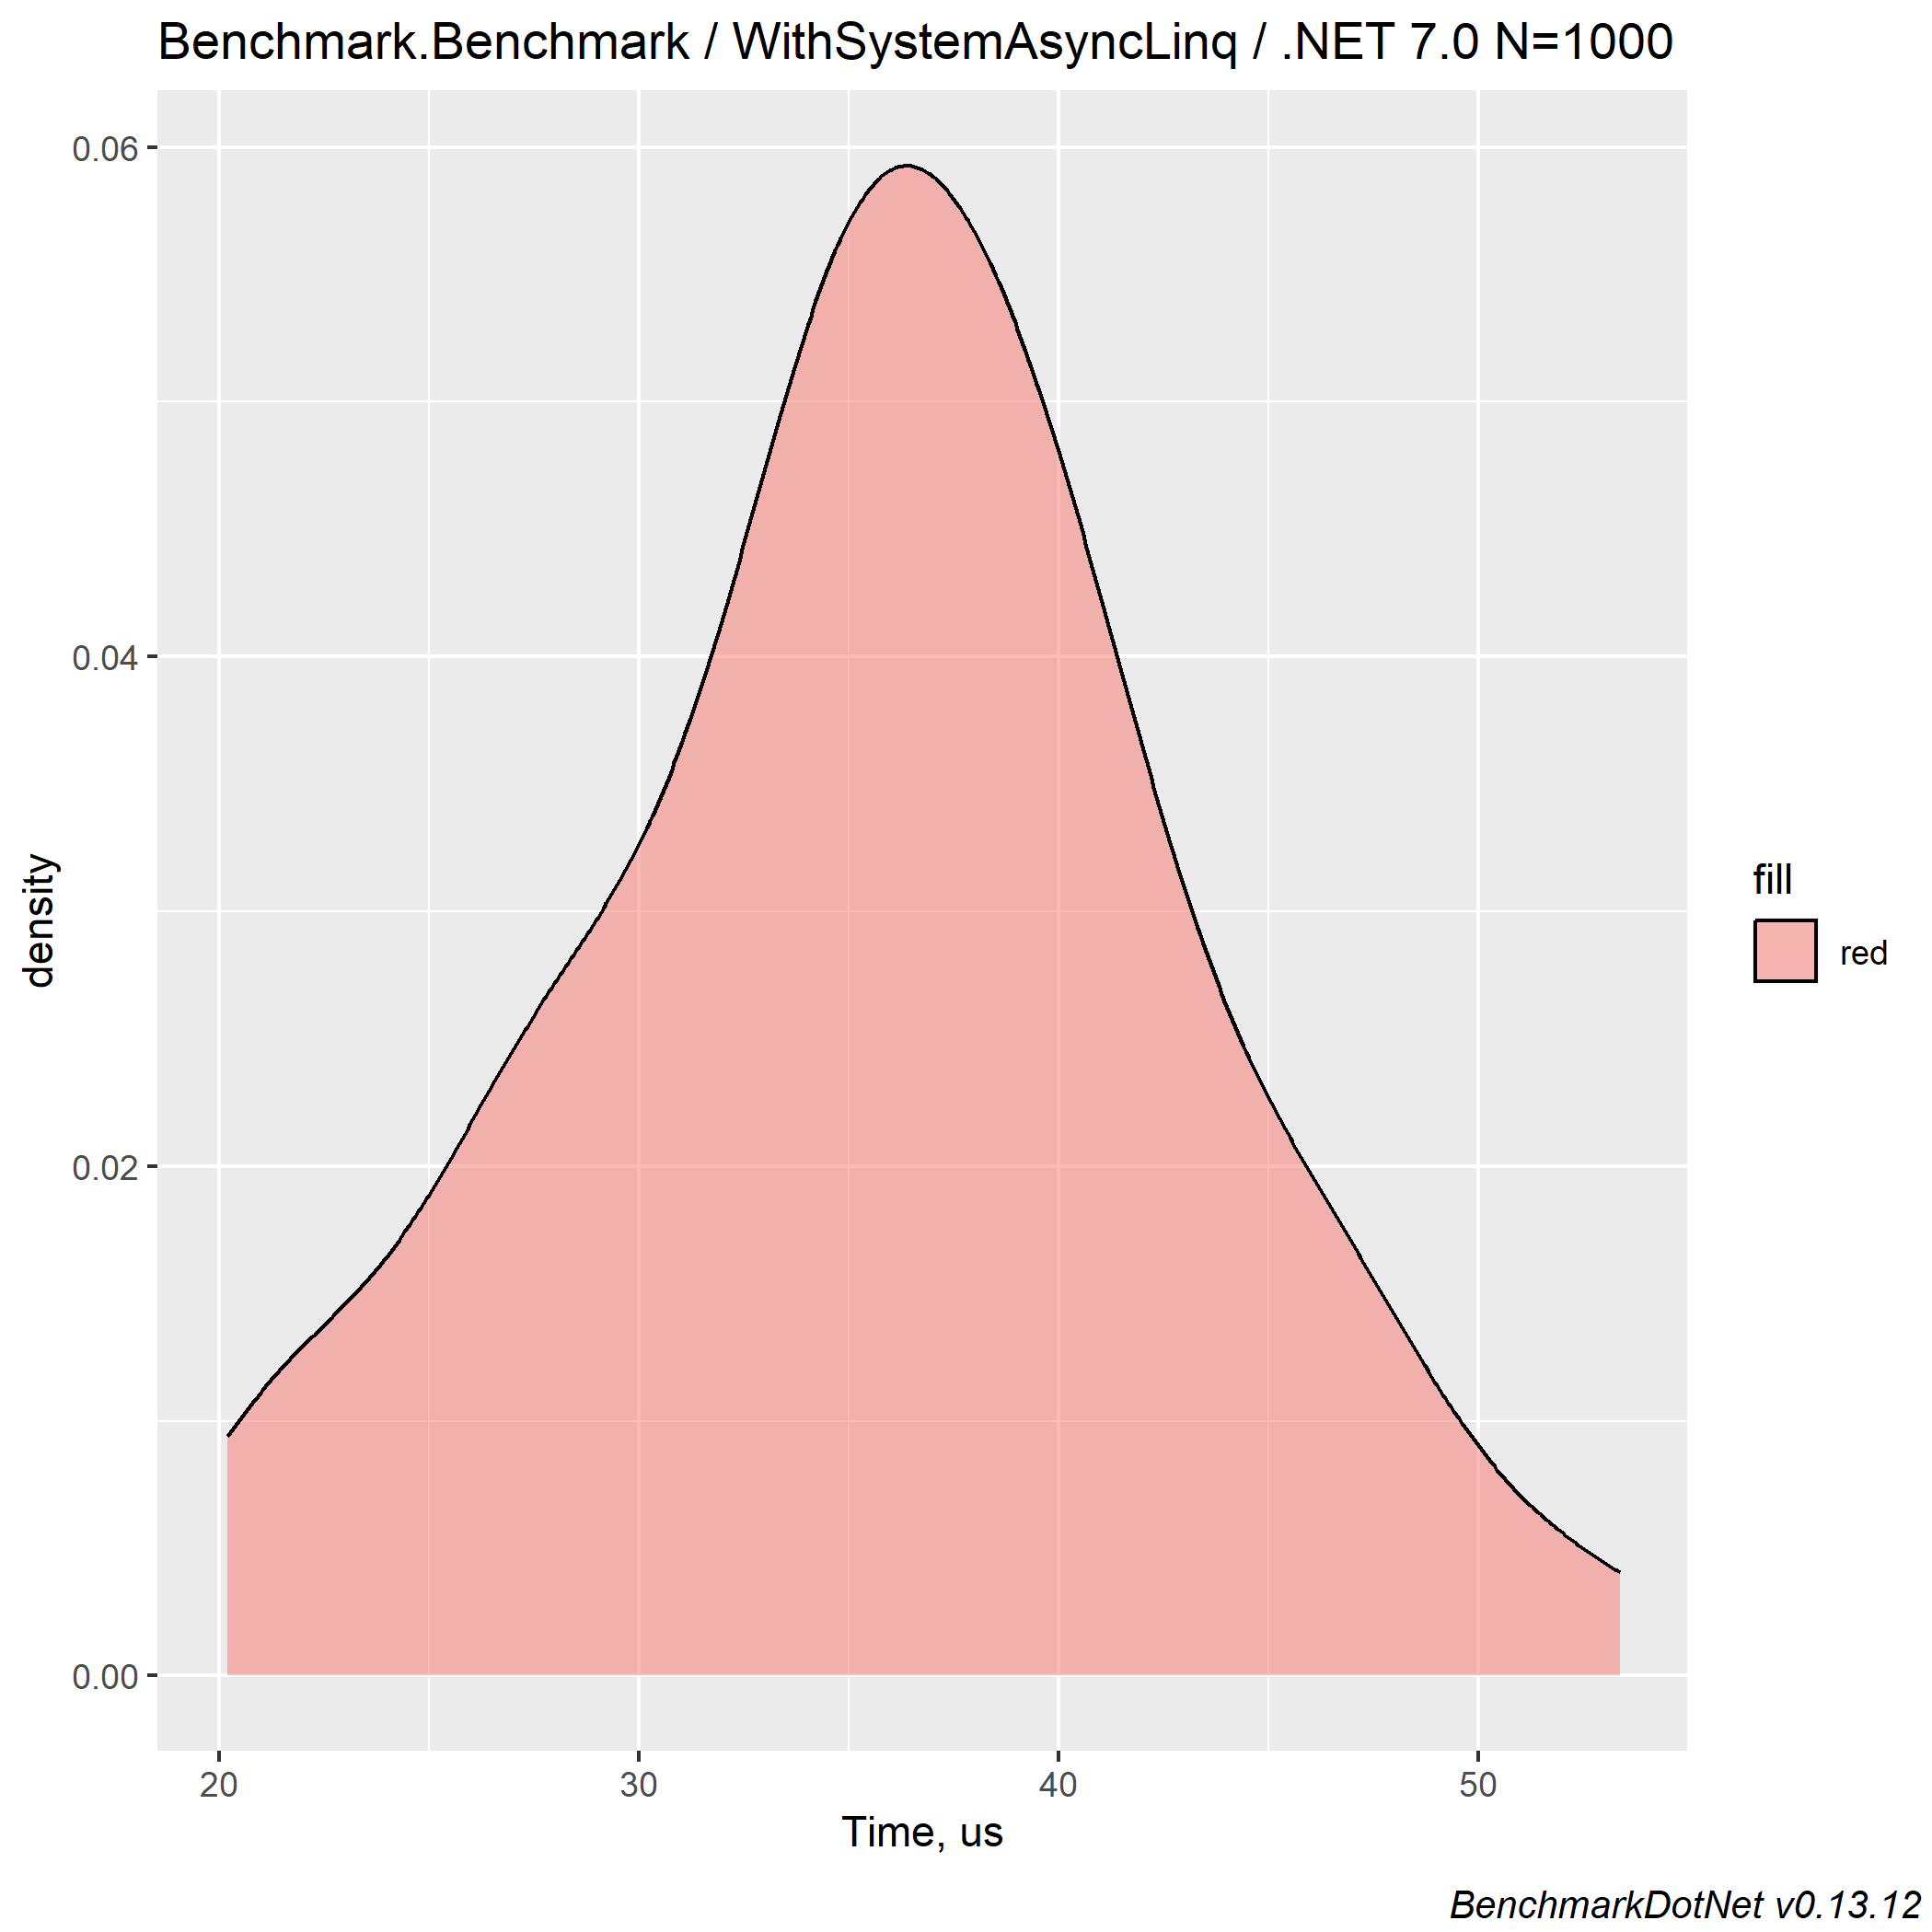 Benchmark.Benchmark / WithSystemAsyncLinq / .NET 7.0 N=1000
0.06
0.04
0.02
0.00
density
20 30 40 50
Time, us
fill
red
BenchmarkDotNet v0.13.12